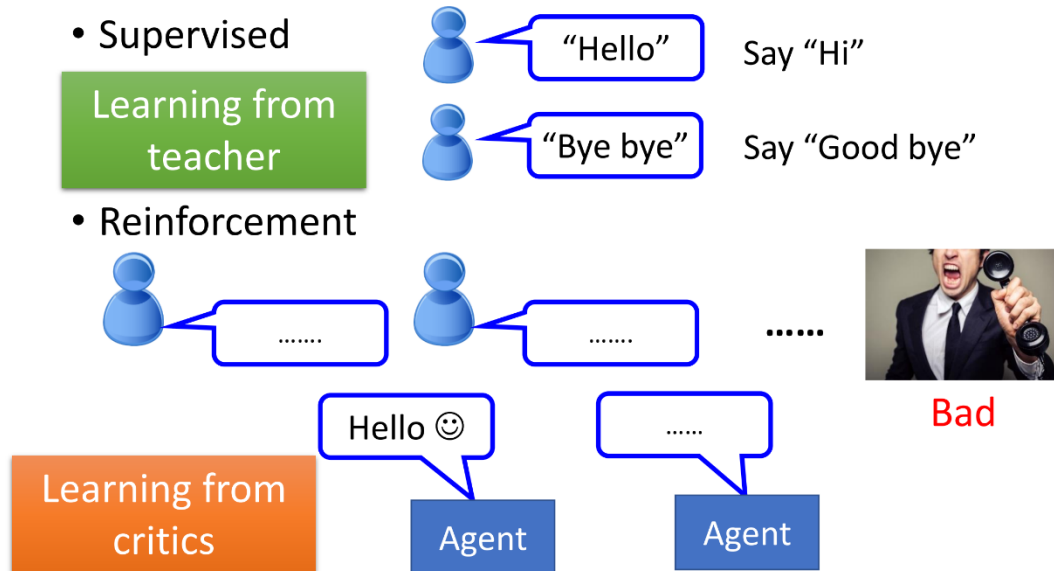 • Supervised
"Hello"
Say "Hi"
Learning from
teacher
"Bye bye"
Say "Good bye"
• Reinforcement
…….
…….
……
Bad
Hello ☺
……
Learning from
critics
Agent
Agent